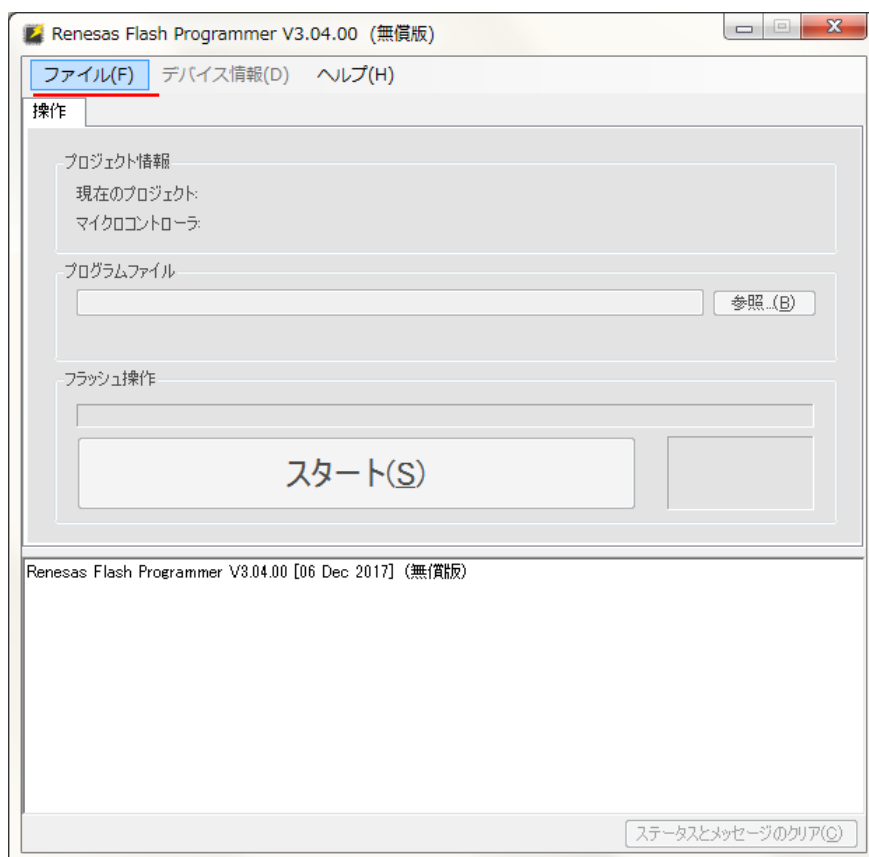 Renesas Flash Programmer V3.04.00 (無償版)
ファイル(F) デバイス情報(D) ヘルプ(H)
操作
プロジェクト情報
現在のプロジェクト:
マイクロコントローラ:
プログラムファイル
参照...(B)
フラッシュ操作
スタート(S)
Renesas Flash Programmer V3.04.00 [06 Dec 2017] (無償版)
ステータスとメッセージのクリア(C)